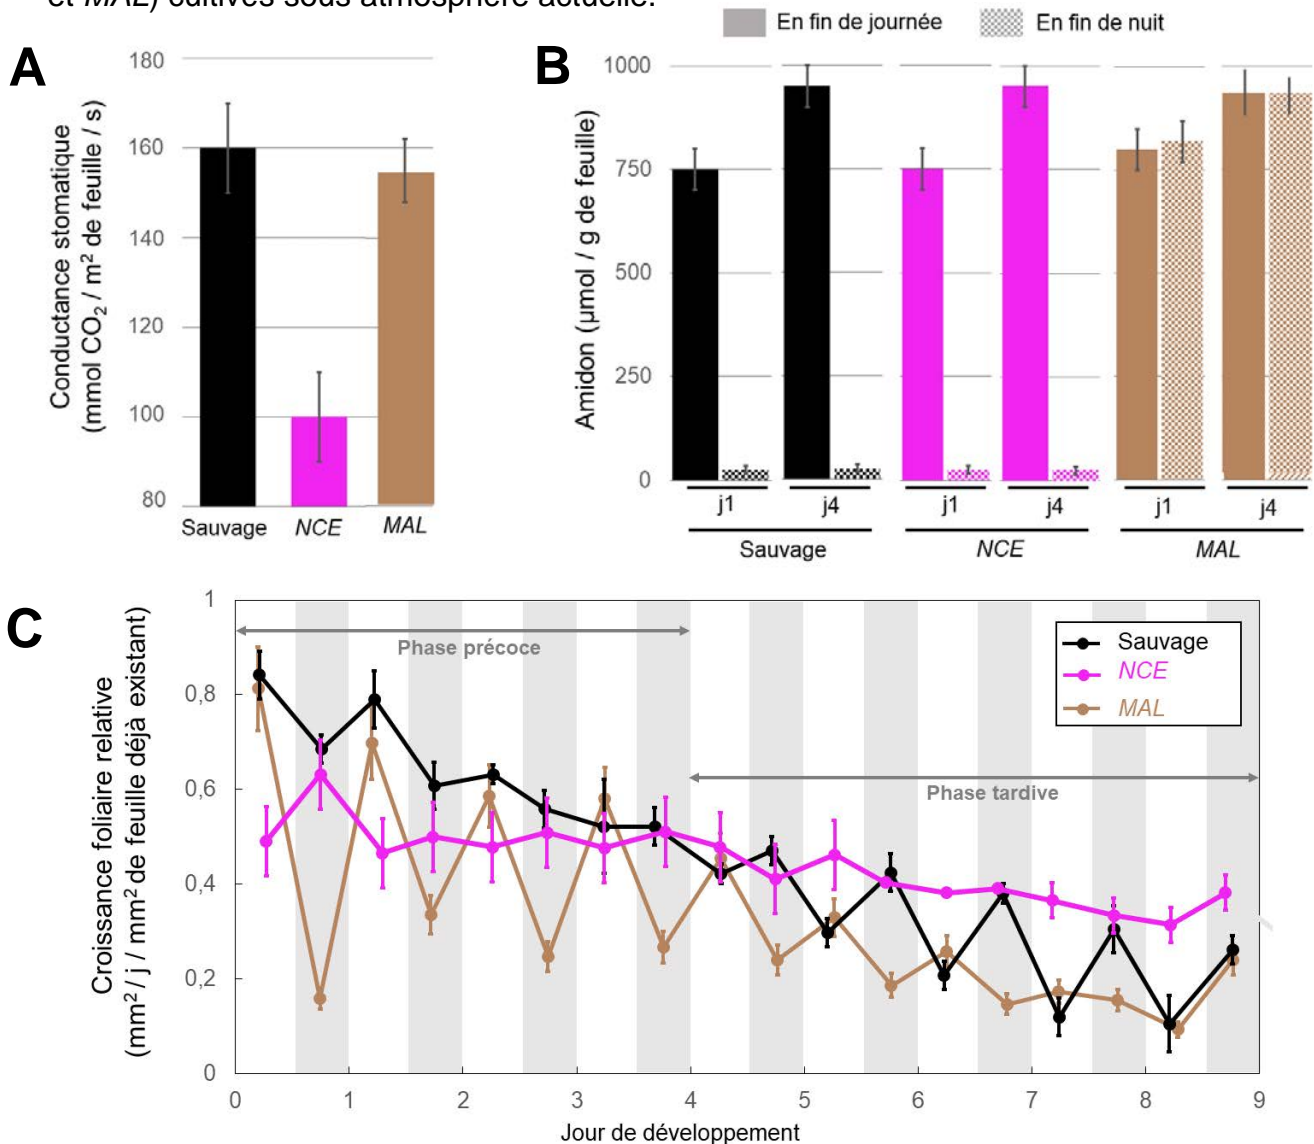 et MAL) cultivés sous atmosphère actuelle.
En fin de journée
En fin de nuit
A
Conductance stomatique
(mmol CO₂ / m² de feuille / s)
180
160
140
120
100
80
Sauvage NCE MAL
B
Amidon (µmol / g de feuille)
1000
750
500
250
0
j1 j4 j1 j4 j1 j4
Sauvage NCE MAL
C
Croissance foliaire relative
(mm² / j / mm² de feuille déjà existant)
1
0,8
0,6
0,4
0,2
0
Phase précoce
Phase tardive
Sauvage
NCE
MAL
0 1 2 3 4 5 6 7 8 9
Jour de développement